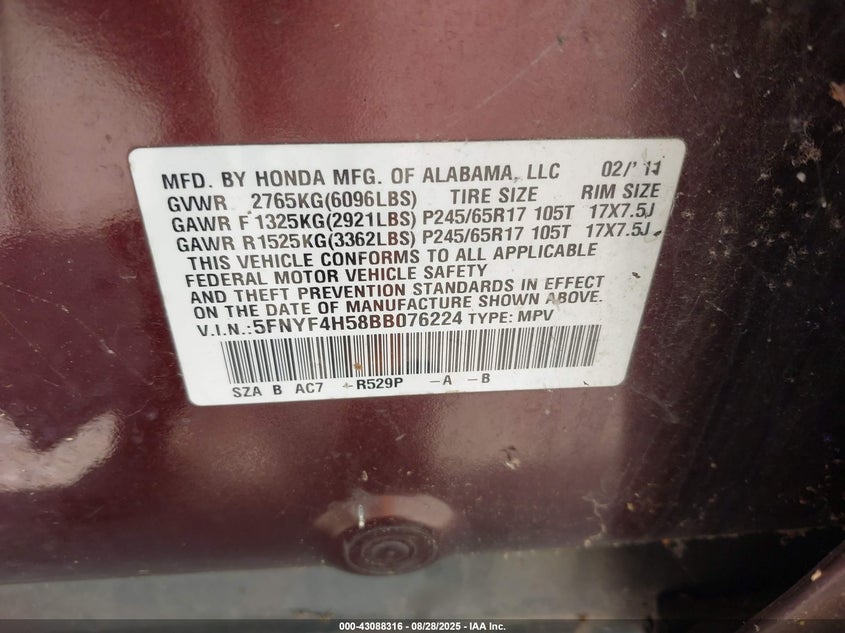 MFD. BY HONDA MFG. OF ALABAMA, LLC 02/' 11
GVWR 2765KG(6096LBS) TIRE SIZE RIM SIZE
GAWR F 1325KG(2921LBS) P245/65R17 105T 17X7.5J
GAWR R1525KG(3362LBS) P245/65R17 105T 17X7.5J
THIS VEHICLE CONFORMS TO ALL APPLICABLE
FEDERAL MOTOR VEHICLE SAFETY
AND THEFT PREVENTION STANDARDS IN EFFECT
ON THE DATE OF MANUFACTURE SHOWN ABOVE.
V.I.N.:5FNYF4H58BB076224 TYPE: MPV
SZA B AC7 -R529P -A -B
000-43088316 - 08/28/2025 - IAA Inc.